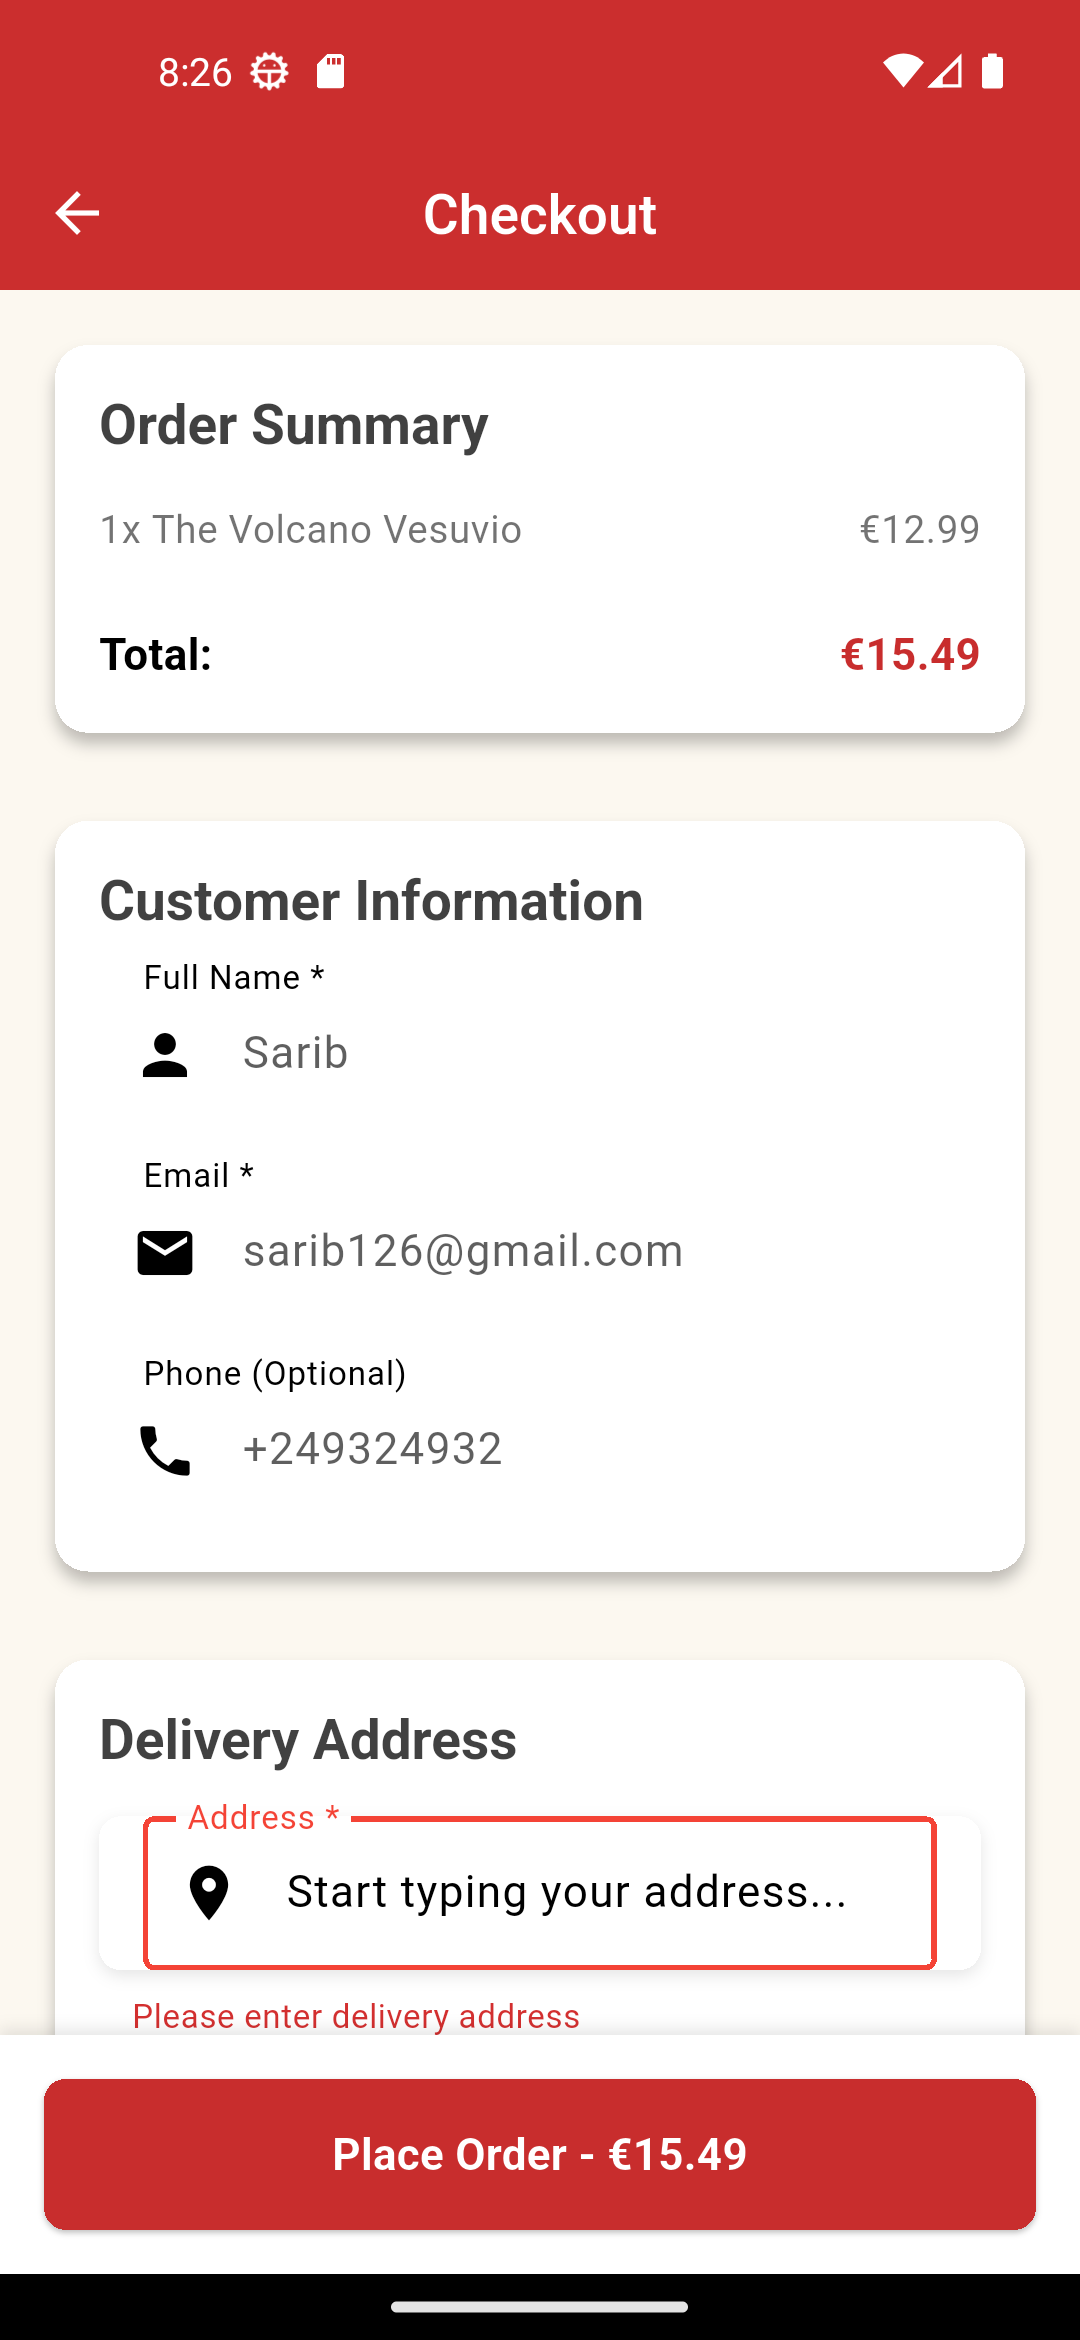 8:26
Checkout
Order Summary
1x The Volcano Vesuvio €12.99
Total: €15.49
Customer Information
Full Name *
Sarib
Email *
sarib126@gmail.com
Phone (Optional)
+249324932
Delivery Address
Address *
Start typing your address...
Please enter delivery address
Place Order - €15.49